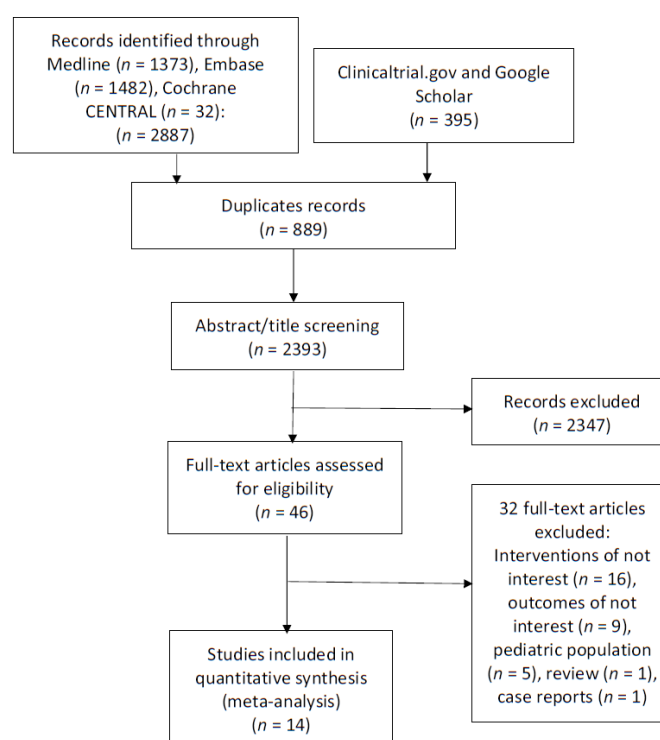 Records identified through
Medline (n = 1373), Embase
(n = 1482), Cochrane
CENTRAL (n = 32):
(n = 2887)
Clinicaltrial.gov and Google
Scholar
(n = 395)
Duplicates records
(n = 889)
Abstract/title screening
(n = 2393)
Records excluded
(n = 2347)
Full-text articles assessed
for eligibility
(n = 46)
32 full-text articles
excluded:
Interventions of not
interest (n = 16),
outcomes of not
interest (n = 9),
pediatric population
(n = 5), review (n = 1),
case reports (n = 1)
Studies included in
quantitative synthesis
(meta-analysis)
(n = 14)